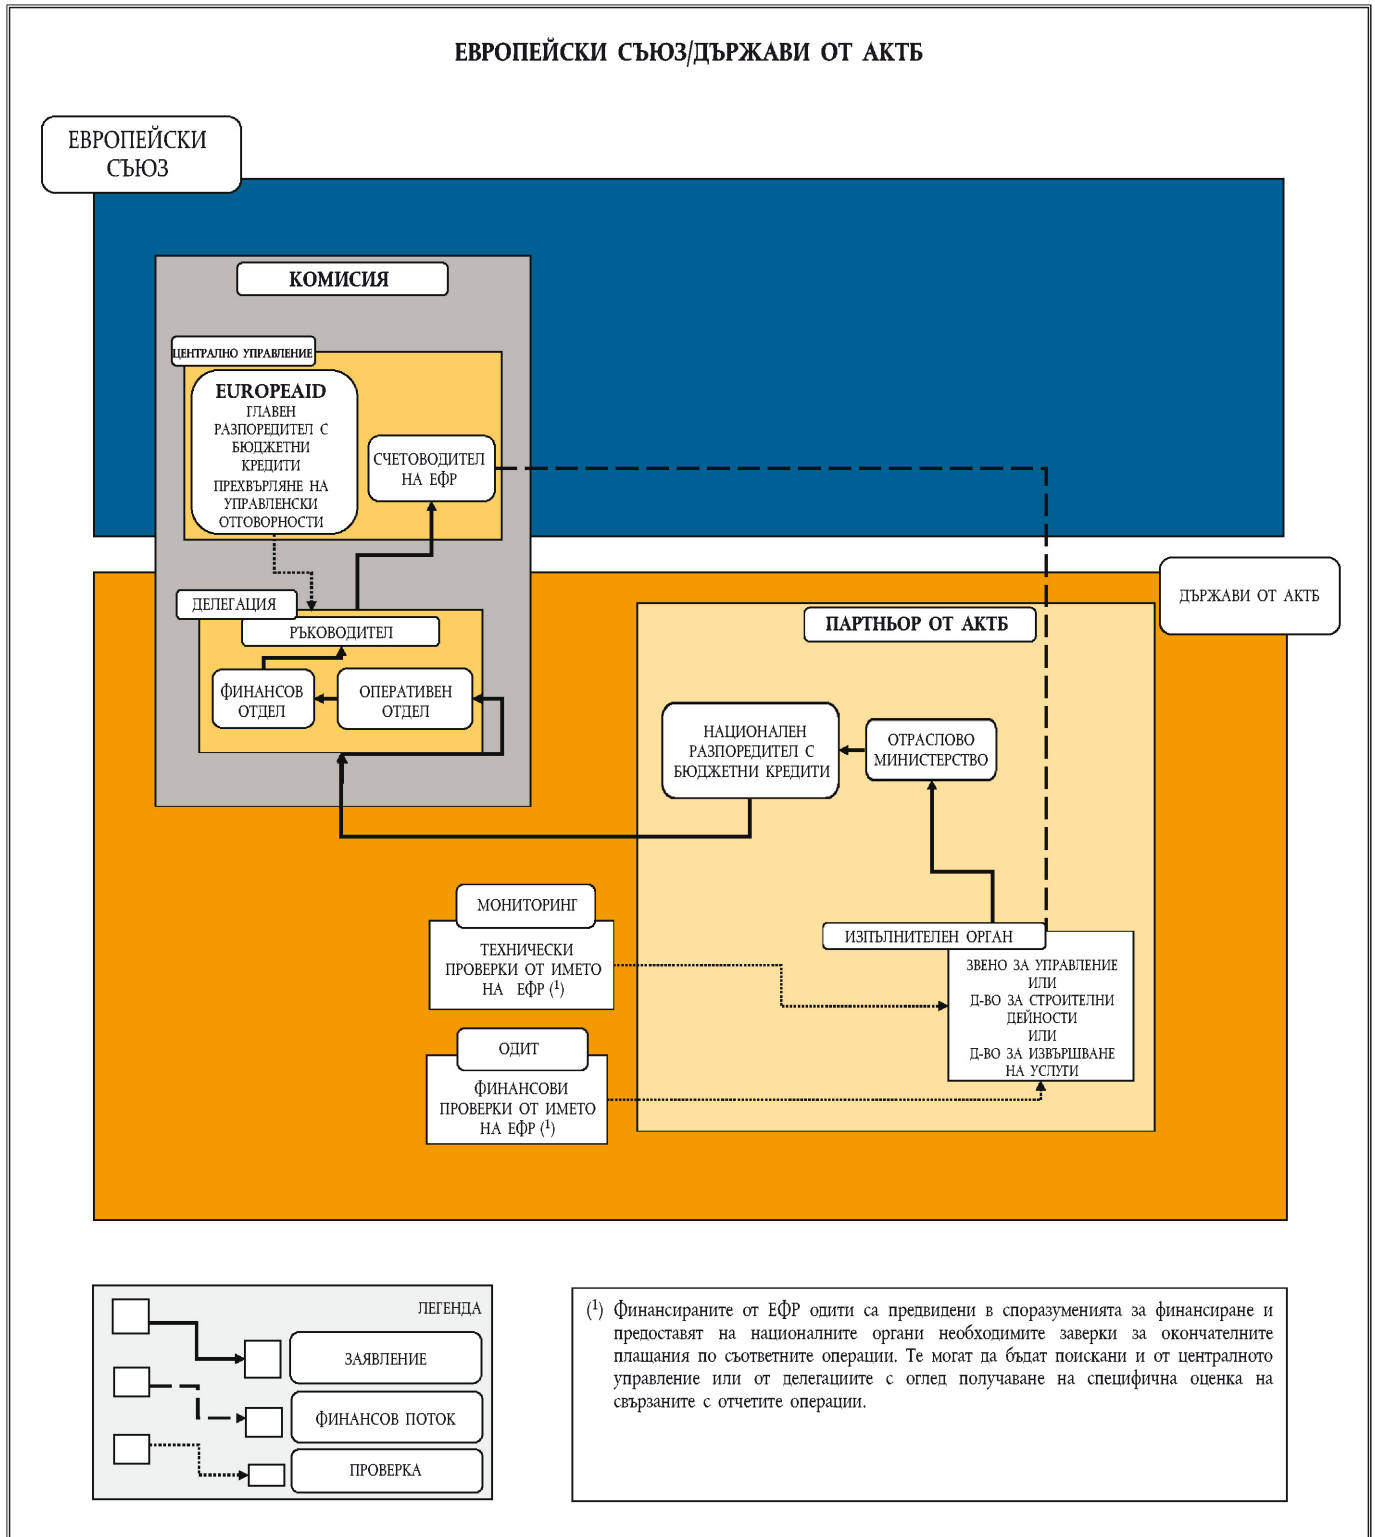 ЕВРОПЕЙСКИ СЪЮЗ/ДЪРЖАВИ ОТ АКТБ
ЕВРОПЕЙСКИ
СЪЮЗ
КОМИСИЯ
ЦЕНТРАЛНО УПРАВЛЕНИЕ
EUROPEAID
ГЛАВЕН
РАЗПОРЕДИТЕЛ С
БЮДЖЕТНИ
КРЕДИТИ
ПРЕХВЪРЛЯНЕ НА
УПРАВЛЕНСКИ
ОТГОВОРНОСТИ
СЧЕТОВОДИТЕЛ
НА ЕФР
ДЪРЖАВИ ОТ АКТБ
ДЕЛЕГАЦИЯ
РЪКОВОДИТЕЛ
ФИНАНСОВ
ОТДЕЛ
ОПЕРАТИВЕН
ОТДЕЛ
ПАРТНЬОР ОТ АКТБ
НАЦИОНАЛЕН
РАЗПОРЕДИТЕЛ С
БЮДЖЕТНИ КРЕДИТИ
ОТРАСЛОВО
МИНИСТЕРСТВО
МОНИТОРИНГ
ТЕХНИЧЕСКИ
ПРОВЕРКИ ОТ ИМЕТО
НА ЕФР (1)
ИЗПЪЛНИТЕЛЕН ОРГАН
ЗВЕНО ЗА УПРАВЛЕНИЕ
ИЛИ
Д-ВО ЗА СТРОИТЕЛНИ
ДЕЙНОСТИ
ИЛИ
Д-ВО ЗА ИЗВЪРШВАНЕ
НА УСЛУГИ
ОДИТ
ФИНАНСОВИ
ПРОВЕРКИ ОТ ИМЕТО
НА ЕФР (1)
ЛЕГЕНДА
ЗАЯВЛЕНИЕ
ФИНАНСОВ ПОТОК
ПРОВЕРКА
(1) Финансираните от ЕФР одити са предвидени в споразуменията за финансиране и
предоставят на националните органи необходимите заверки за окончателните
плащания по съответните операции. Те могат да бъдат поискани и от централното
управление или от делегациите с оглед получаване на специфична оценка на
свързаните с отчетите операции.